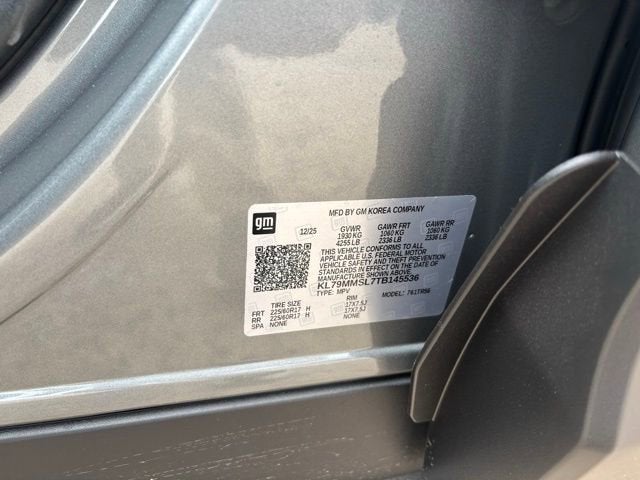 gm
MFD BY GM KOREA COMPANY
12/25 GVWR GAWR FRT GAWR RR
1930 KG 1060 KG 1060 KG
4255 LB 2336 LB 2336 LB
THIS VEHICLE CONFORMS TO ALL
APPLICABLE U.S. FEDERAL MOTOR
VEHICLE SAFETY AND THEFT
PREVENTION STANDARDS IN
EFFECT ON THE DATE OF
MANUFACTURE SHOWN ABOVE.
KL79MMSL7TB145536
TYPE: MPV MODEL: 761TR56
TIRE SIZE RIM
FRT 225/60R17 H 17X7.5J
RR 225/60R17 H 17X7.5J
SPA NONE NONE